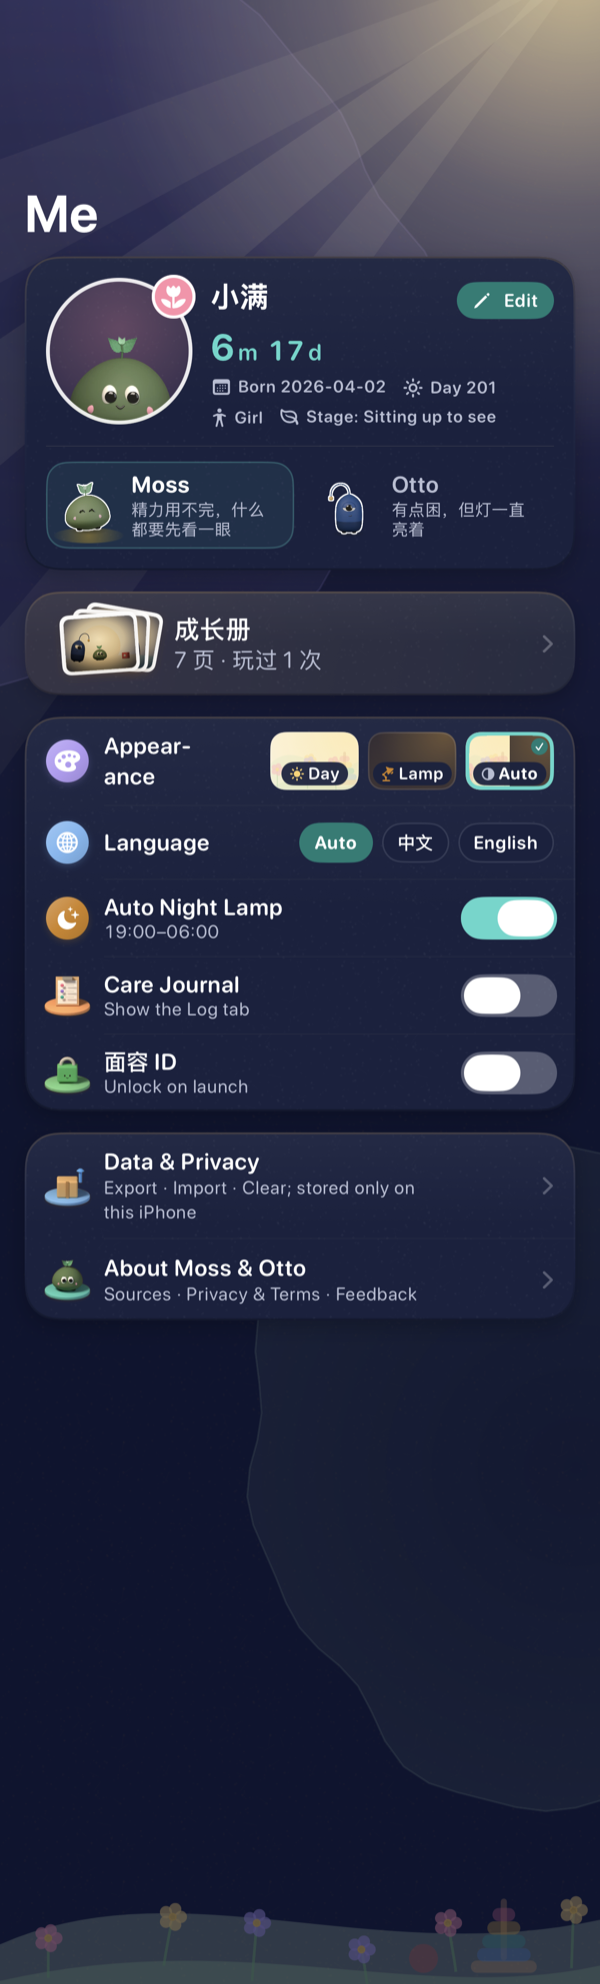 Me
小满
Edit
6m 17d
Born 2026-04-02 Day 201
Girl Stage: Sitting up to see
Moss
精力用不完，什么
都要先看一眼
Otto
有点困，但灯一直
亮着
成长册
7 页 · 玩过 1 次
Appear-
ance
Day
Lamp
Auto
Language
Auto
中文
English
Auto Night Lamp
19:00–06:00
Care Journal
Show the Log tab
面容 ID
Unlock on launch
Data & Privacy
Export · Import · Clear; stored only on
this iPhone
About Moss & Otto
Sources · Privacy & Terms · Feedback